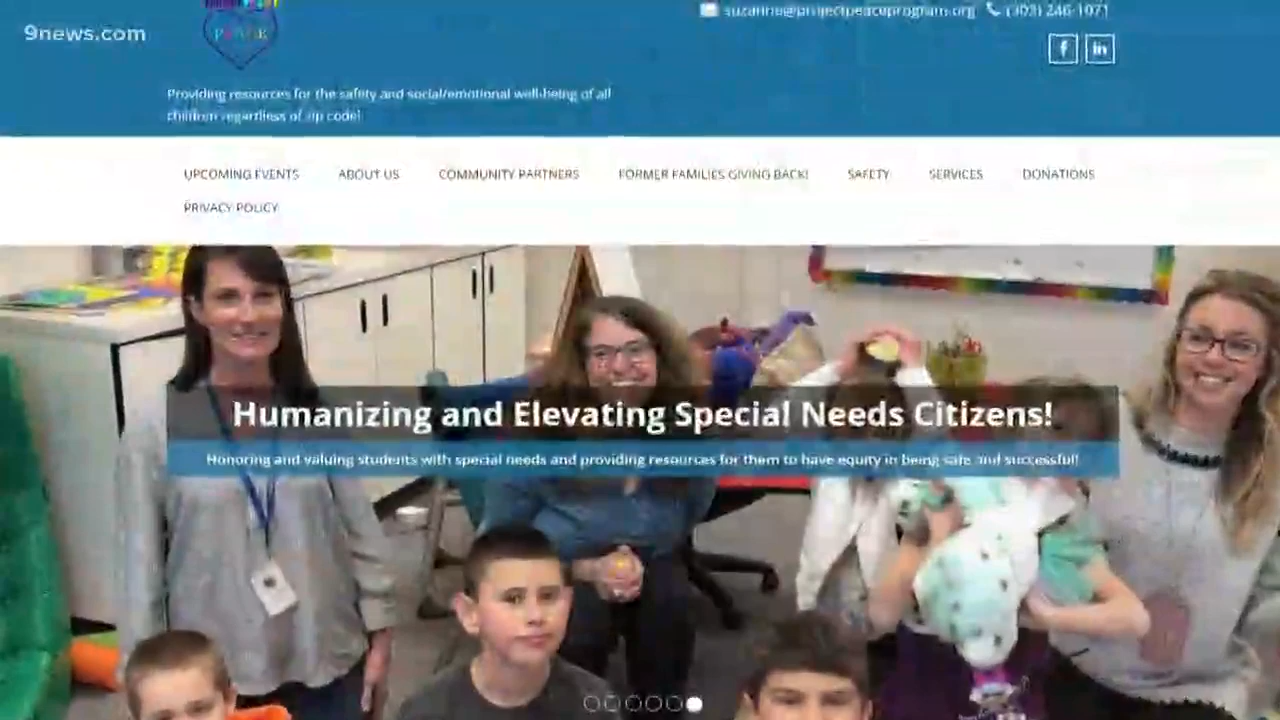 9news.com
PEACE
suzanne@projectpeaceprogram.org (303) 246-1071
Providing resources for the safety and social/emotional well-being of all
children regardless of zip code!
UPCOMING EVENTS ABOUT US COMMUNITY PARTNERS FORMER FAMILIES GIVING BACK! SAFETY SERVICES DONATIONS
PRIVACY POLICY
Humanizing and Elevating Special Needs Citizens!
Honoring and valuing students with special needs and providing resources for them to have equity in being safe and successful!